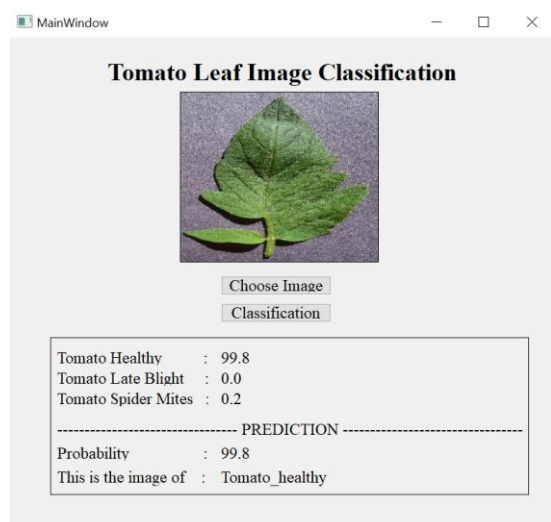 MainWindow
Tomato Leaf Image Classification
Choose Image
Classification
Tomato Healthy : 99.8
Tomato Late Blight : 0.0
Tomato Spider Mites : 0.2
---------------------------------- PREDICTION ----------------------------------
Probability : 99.8
This is the image of : Tomato_healthy